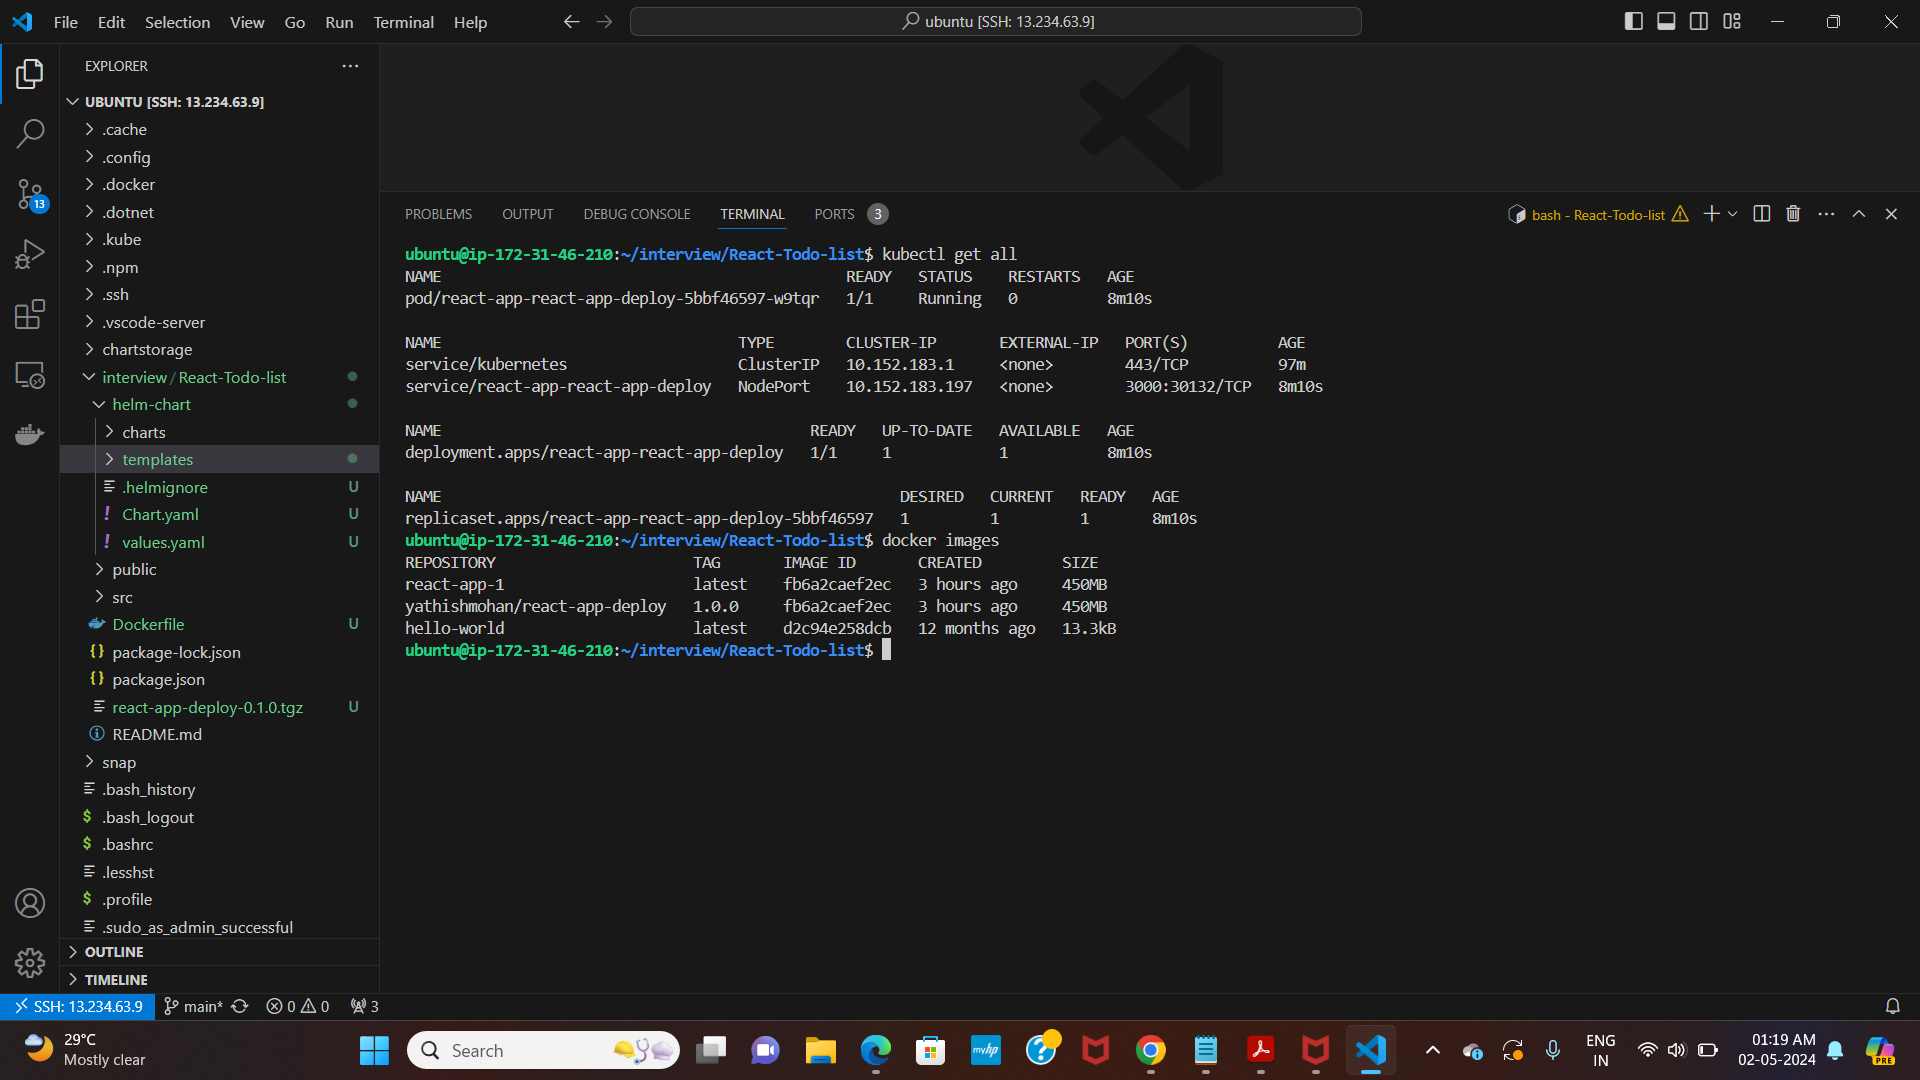 File Edit Selection View Go Run Terminal Help
ubuntu [SSH: 13.234.63.9]
EXPLORER
UBUNTU [SSH: 13.234.63.9]
.cache
.config
.docker
.dotnet
.kube
.npm
.ssh
.vscode-server
chartstorage
interview / React-Todo-list
helm-chart
charts
templates
.helmignore U
Chart.yaml U
values.yaml U
public
src
Dockerfile U
package-lock.json
package.json
react-app-deploy-0.1.0.tgz U
README.md
snap
.bash_history
.bash_logout
.bashrc
.lesshst
.profile
.sudo_as_admin_successful
OUTLINE
TIMELINE
13
PROBLEMS OUTPUT DEBUG CONSOLE TERMINAL PORTS 3
bash - React-Todo-list
ubuntu@ip-172-31-46-210:~/interview/React-Todo-list$ kubectl get all
NAME READY STATUS RESTARTS AGE
pod/react-app-react-app-deploy-5bbf46597-w9tqr 1/1 Running 0 8m10s
NAME TYPE CLUSTER-IP EXTERNAL-IP PORT(S) AGE
service/kubernetes ClusterIP 10.152.183.1 <none> 443/TCP 97m
service/react-app-react-app-deploy NodePort 10.152.183.197 <none> 3000:30132/TCP 8m10s
NAME READY UP-TO-DATE AVAILABLE AGE
deployment.apps/react-app-react-app-deploy 1/1 1 1 8m10s
NAME DESIRED CURRENT READY AGE
replicaset.apps/react-app-react-app-deploy-5bbf46597 1 1 1 8m10s
ubuntu@ip-172-31-46-210:~/interview/React-Todo-list$ docker images
REPOSITORY TAG IMAGE ID CREATED SIZE
react-app-1 latest fb6a2caef2ec 3 hours ago 450MB
yathishmohan/react-app-deploy 1.0.0 fb6a2caef2ec 3 hours ago 450MB
hello-world latest d2c94e258dcb 12 months ago 13.3kB
ubuntu@ip-172-31-46-210:~/interview/React-Todo-list$
SSH: 13.234.63.9 main* 0 0 3
29°C
Mostly clear
Search
myhp
ENG
IN
01:19 AM
02-05-2024
PRE